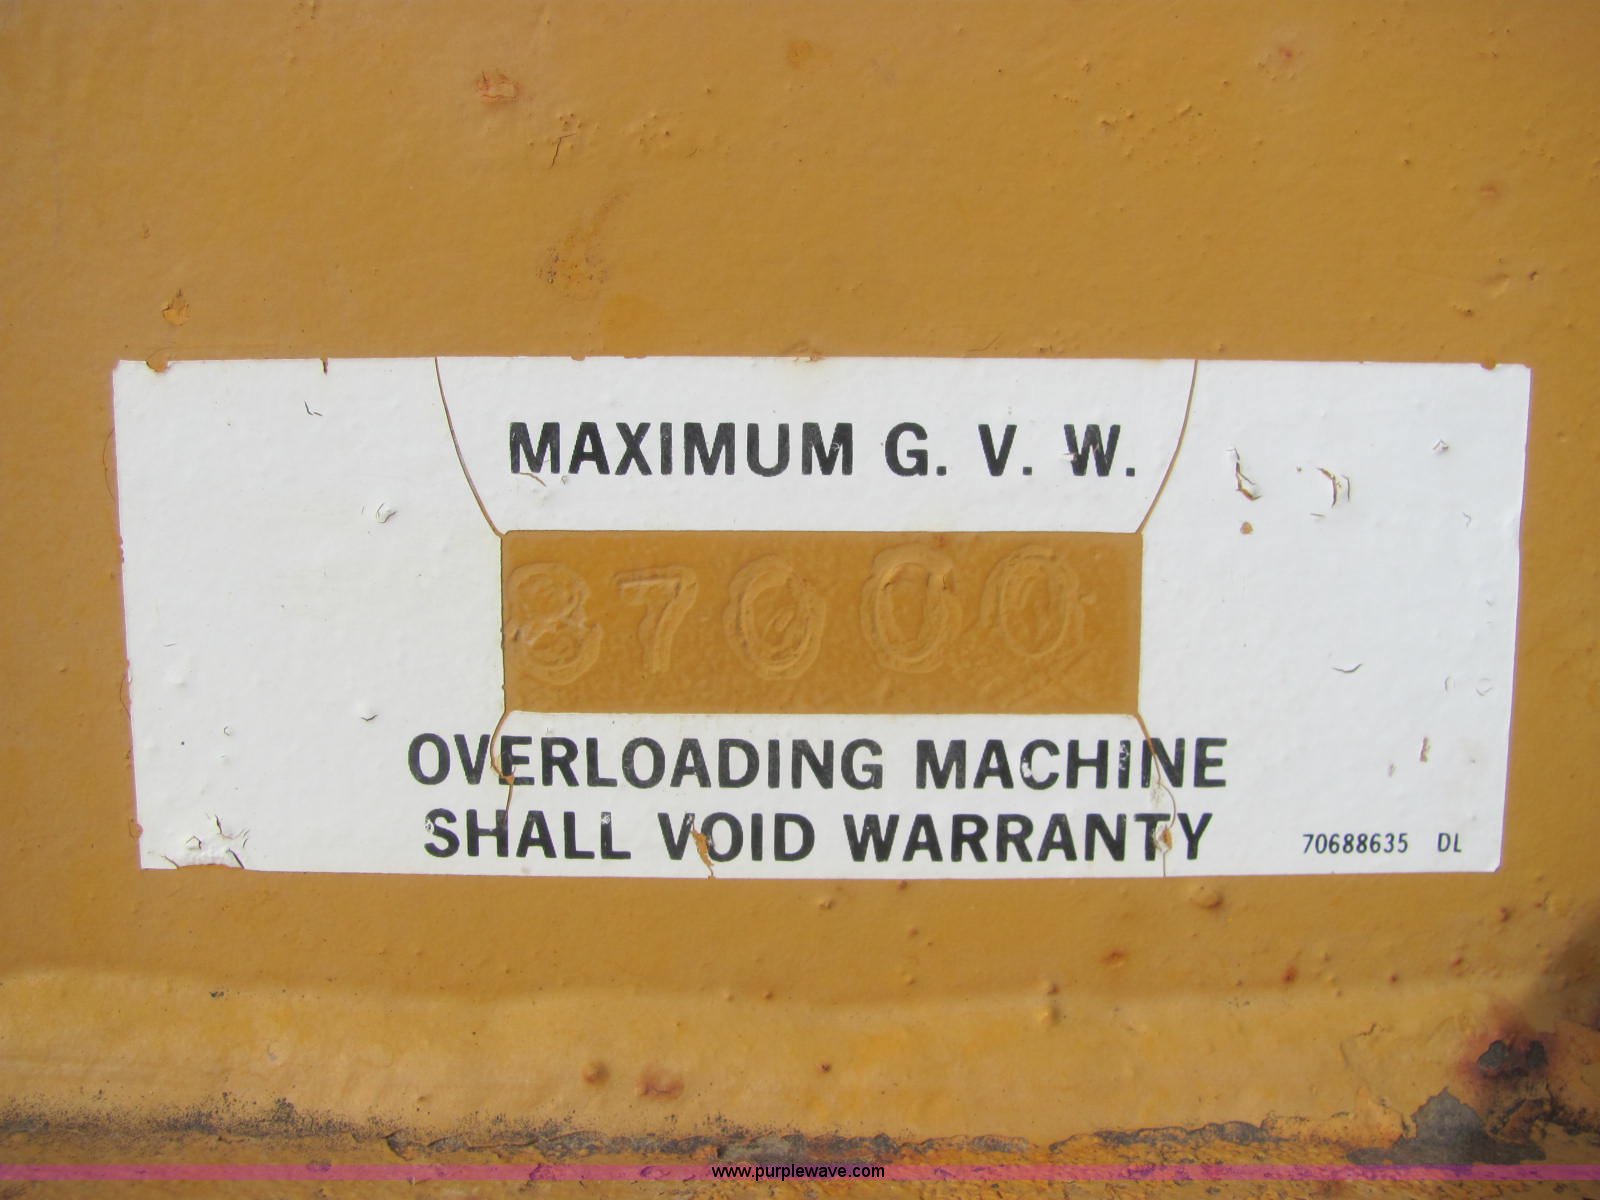 MAXIMUM G. V. W.
87000
OVERLOADING MACHINE
SHALL VOID WARRANTY
70688635 DL
www.purplewave.com